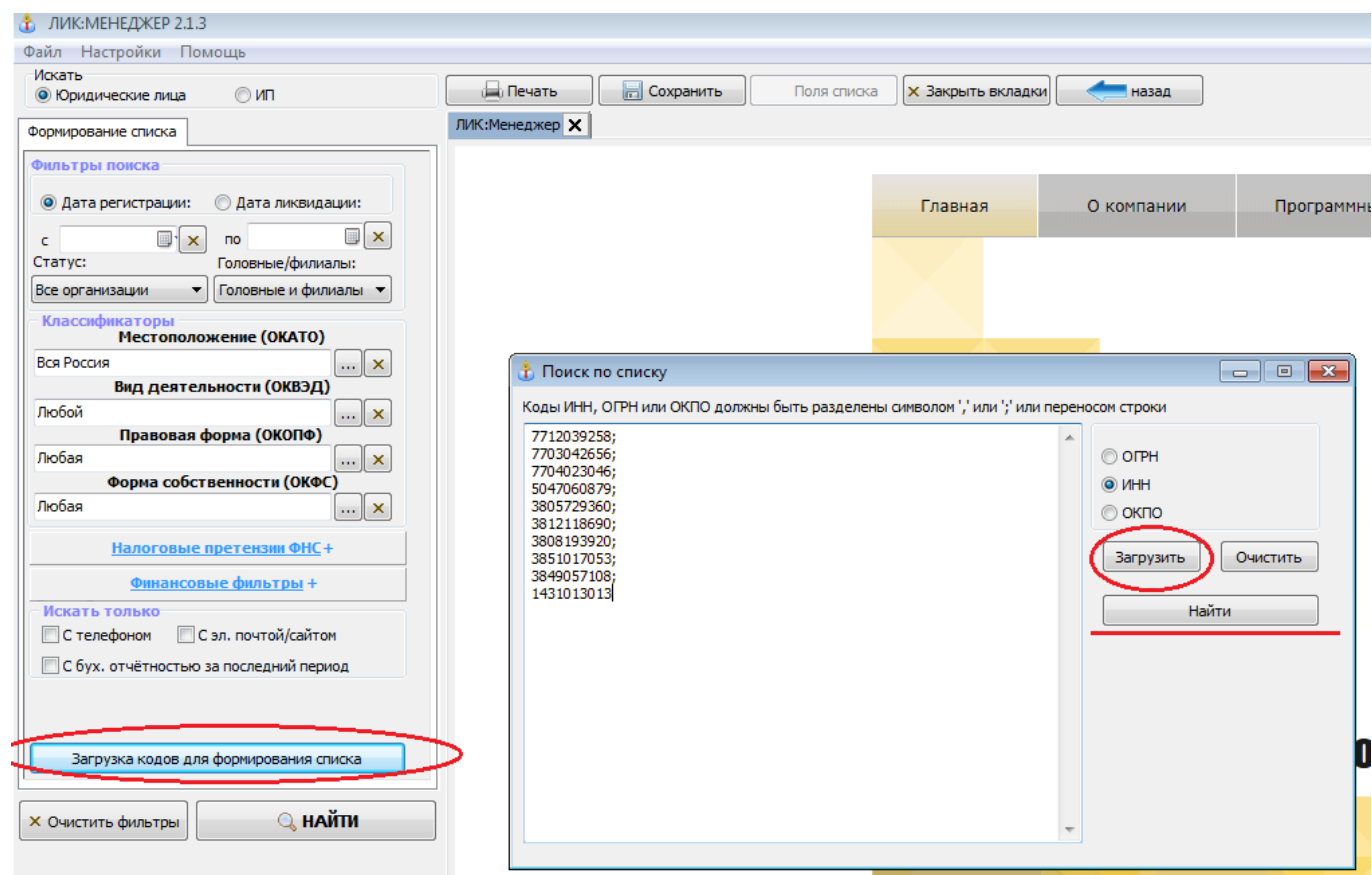 ЛИК:МЕНЕДЖЕР 2.1.3
Файл Настройки Помощь
Искать
Юридические лица ИП
Печать Сохранить Поля списка Закрыть вкладки назад
Формирование списка
ЛИК:Менеджер
Фильтры поиска
Дата регистрации: Дата ликвидации:
с по
Статус: Головные/филиалы:
Все организации Головные и филиалы
Классификаторы
Местоположение (ОКАТО)
Вся Россия ...
Вид деятельности (ОКВЭД)
Любой ...
Правовая форма (ОКОПФ)
Любая ...
Форма собственности (ОКФС)
Любая ...
Налоговые претензии ФНС +
Финансовые фильтры +
Искать только
С телефоном С эл. почтой/сайтом
С бух. отчётностью за последний период
Загрузка кодов для формирования списка
Очистить фильтры НАЙТИ
Главная О компании
Поиск по списку
Коды ИНН, ОГРН или ОКПО должны быть разделены символом ',' или ';' или переносом строки
7712039258;
7703042656;
7704023046;
5047060879;
3805729360;
3812118690;
3808193920;
3851017053;
3849057108;
1431013013
ОГРН
ИНН
ОКПО
Загрузить Очистить
Найти